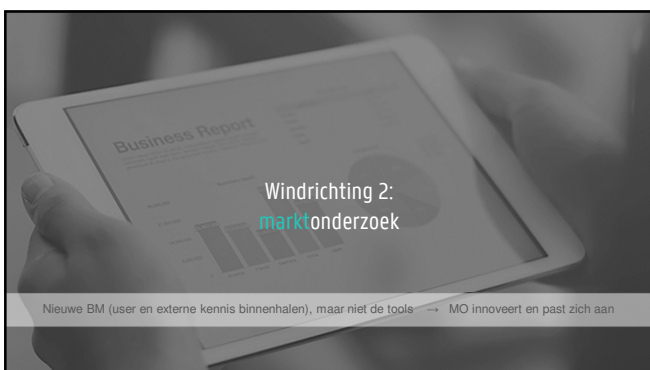 Business Report
Windrichting 2:
marktonderzoek
Nieuwe BM (user en externe kennis binnenhalen), maar niet de tools → MO innoveert en past zich aan